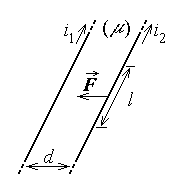 i₁ (μ) i₂
F⃗
l
d